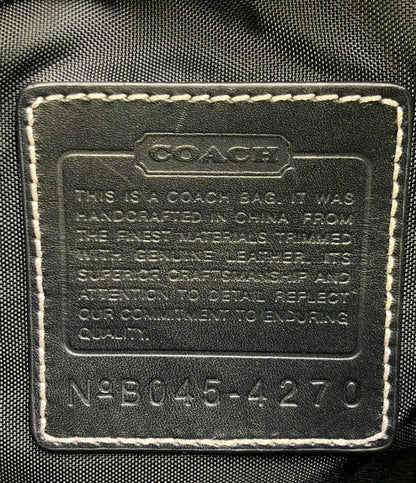 COACH
THIS IS A COACH BAG. IT WAS
HANDCRAFTED IN CHINA FROM
THE FINEST MATERIALS TRIMMED
WITH GENUINE LEATHER. ITS
SUPERIOR CRAFTSMANSHIP AND
ATTENTION TO DETAIL REFLECT
OUR COMMITMENT TO ENDURING
QUALITY.
NºB045-4270